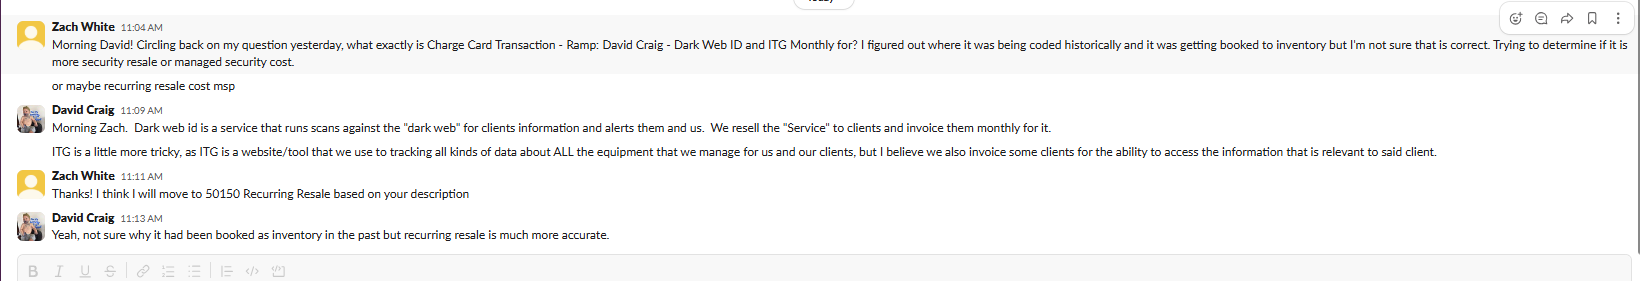 Zach White 11:04 AM
Morning David! Circling back on my question yesterday, what exactly is Charge Card Transaction - Ramp: David Craig - Dark Web ID and ITG Monthly for? I figured out where it was being coded historically and it was getting booked to inventory but I'm not sure that is correct. Trying to determine if it is
more security resale or managed security cost.
or maybe recurring resale cost msp
David Craig 11:09 AM
Morning Zach. Dark web id is a service that runs scans against the "dark web" for clients information and alerts them and us. We resell the "Service" to clients and invoice them monthly for it.
ITG is a little more tricky, as ITG is a website/tool that we use to tracking all kinds of data about ALL the equipment that we manage for us and our clients, but I believe we also invoice some clients for the ability to access the information that is relevant to said client.
Zach White 11:11 AM
Thanks! I think I will move to 50150 Recurring Resale based on your description
David Craig 11:13 AM
Yeah, not sure why it had been booked as inventory in the past but recurring resale is much more accurate.